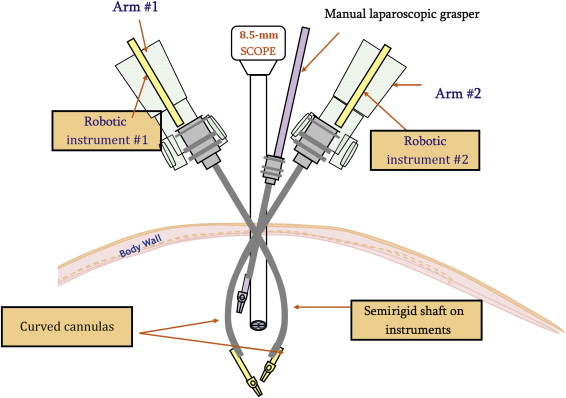 Arm #1
8.5-mm
SCOPE
Manual laparoscopic grasper
Arm #2
Robotic
instrument #1
Robotic
instrument #2
Body Wall
Curved cannulas
Semirigid shaft on
instruments